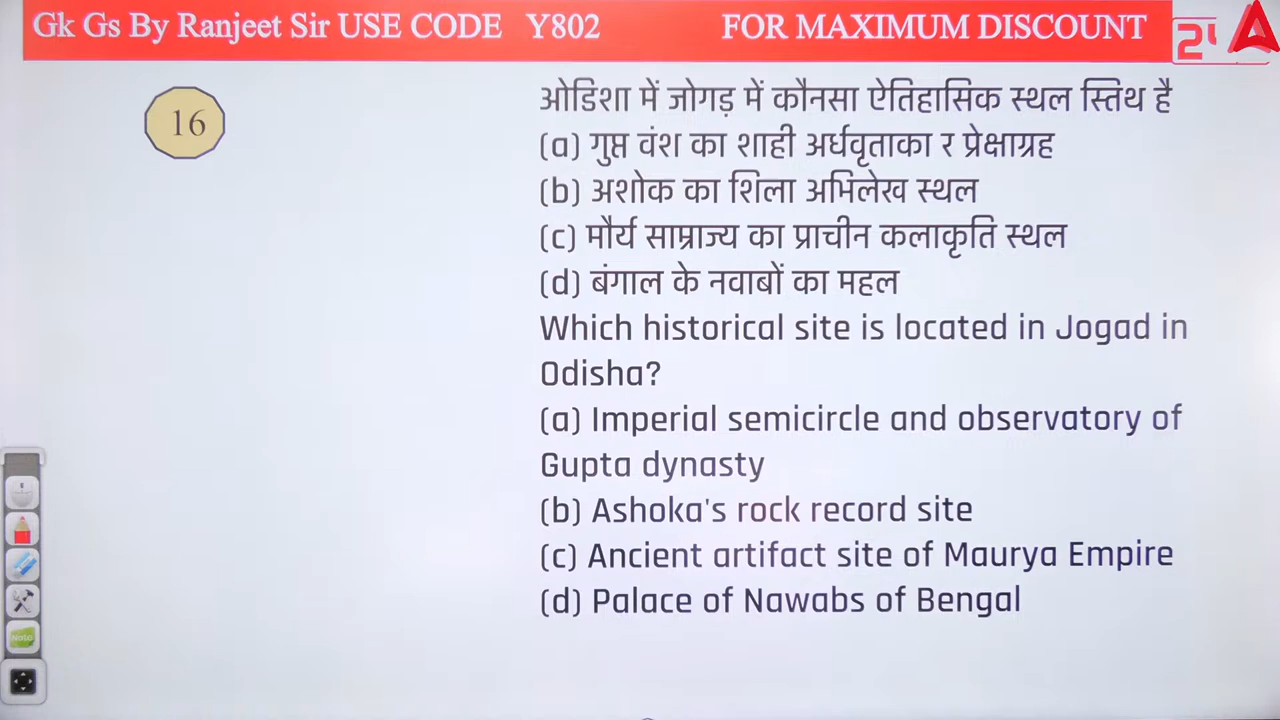 Gk Gs By Ranjeet Sir USE CODE Y802 FOR MAXIMUM DISCOUNT
16
ओडिशा में जोगड़ में कौनसा ऐतिहासिक स्थल स्तिथ है
(a) गुप्त वंश का शाही अर्धवृताका र प्रेक्षाग्रह
(b) अशोक का शिला अभिलेख स्थल
(c) मौर्य साम्राज्य का प्राचीन कलाकृति स्थल
(d) बंगाल के नवाबों का महल
Which historical site is located in Jogad in
Odisha?
(a) Imperial semicircle and observatory of
Gupta dynasty
(b) Ashoka's rock record site
(c) Ancient artifact site of Maurya Empire
(d) Palace of Nawabs of Bengal
Note